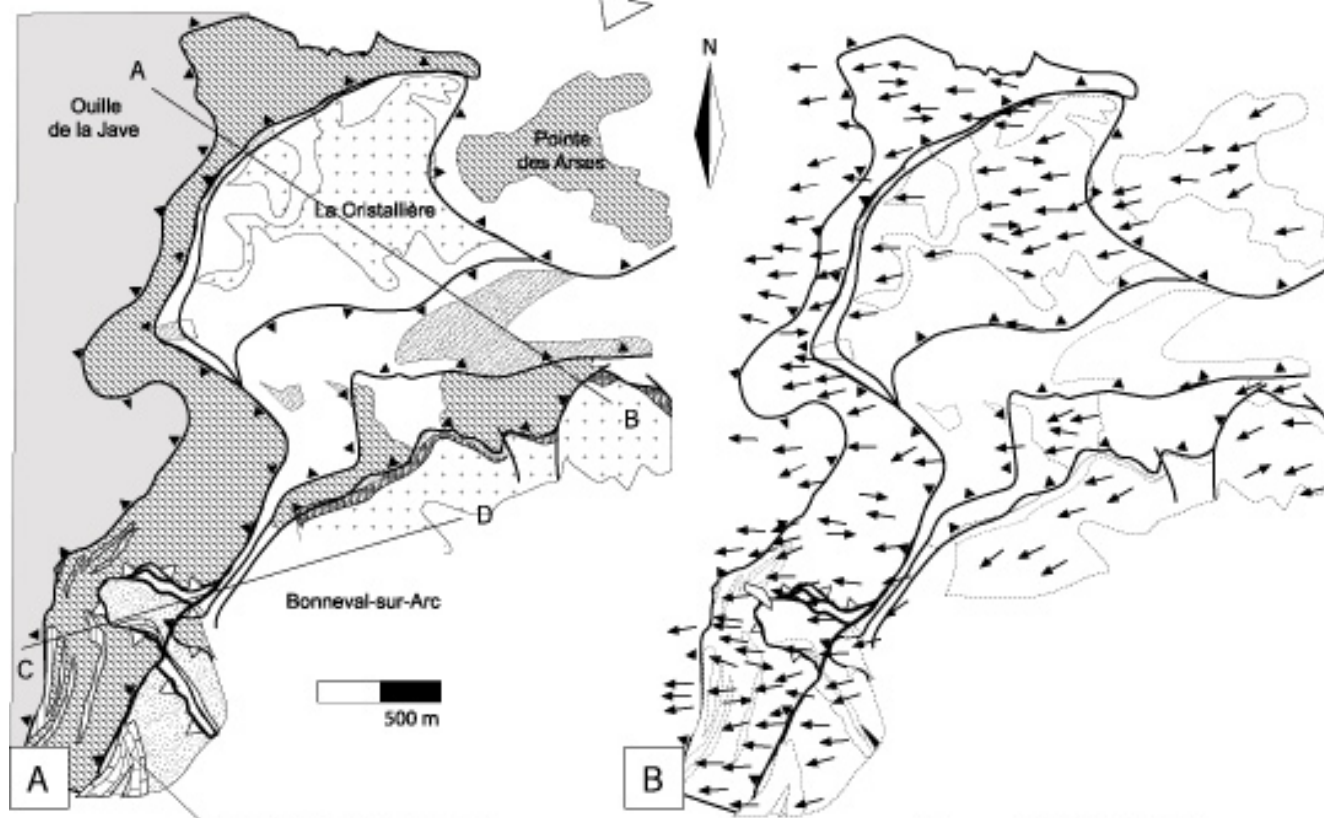 A
Ouille
de la Jave
Pointe
des Arses
La Cristallière
B
D
Bonneval-sur-Arc
C
500 m
A
N
B